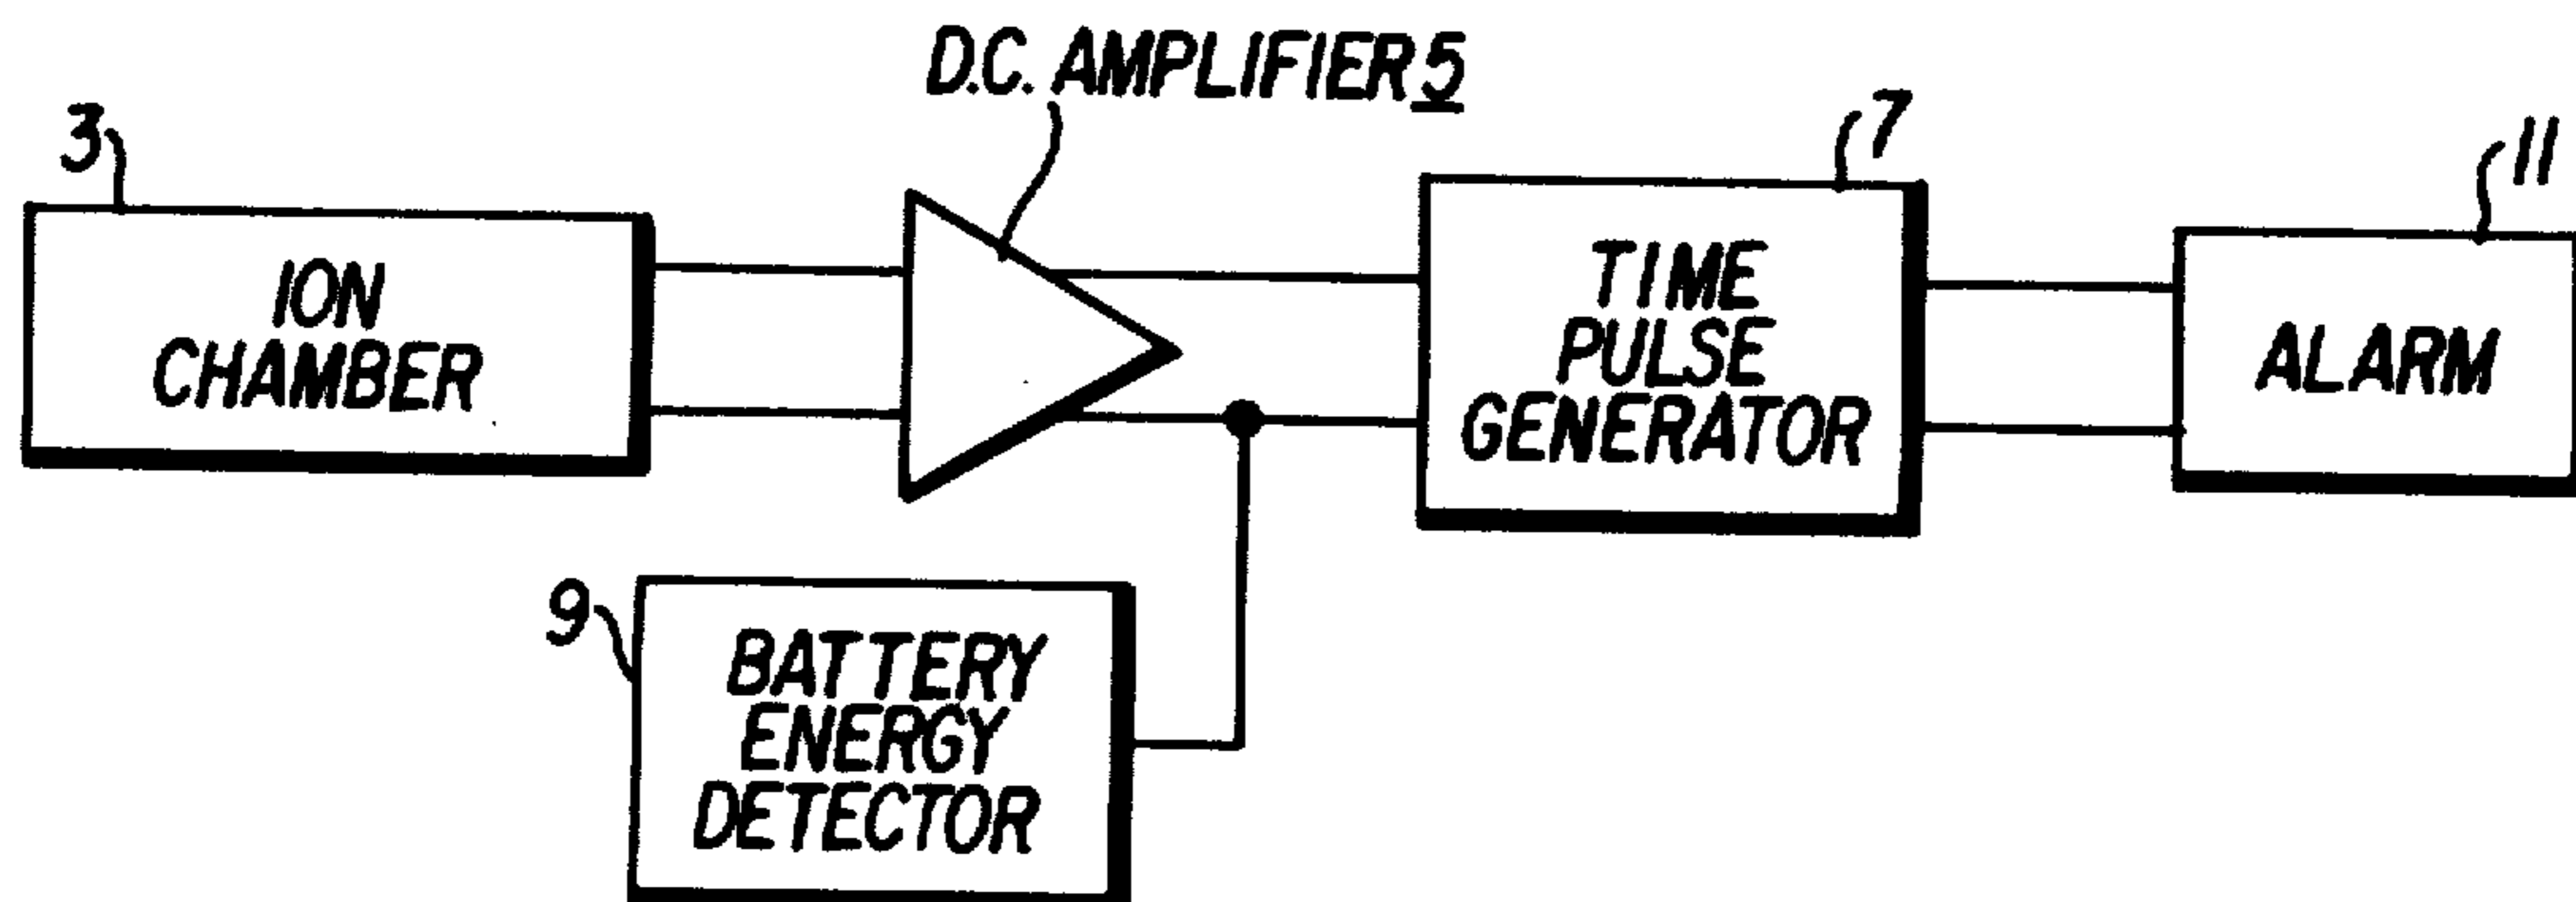 D.C. AMPLIFIER 5
3
7
11
ION
CHAMBER
TIME
PULSE
GENERATOR
ALARM
9
BATTERY
ENERGY
DETECTOR